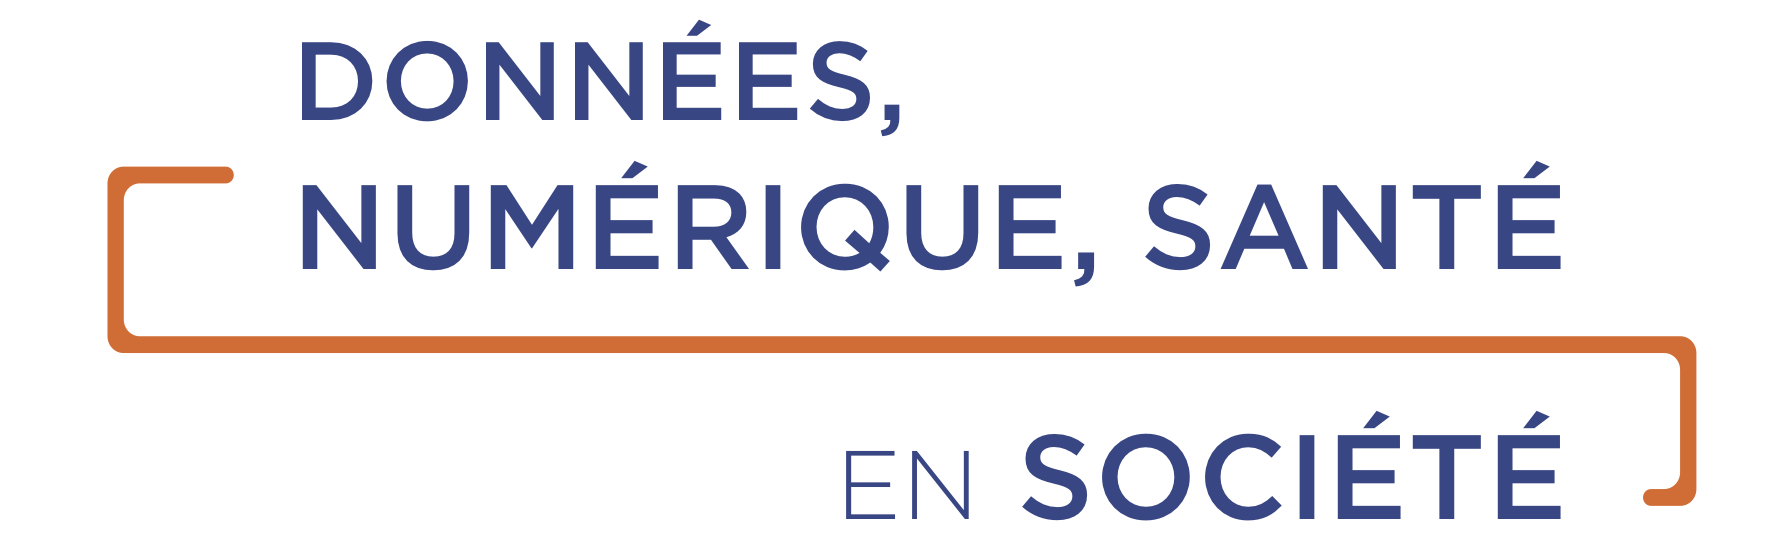 DONNÉES,
NUMÉRIQUE, SANTÉ
EN SOCIÉTÉ